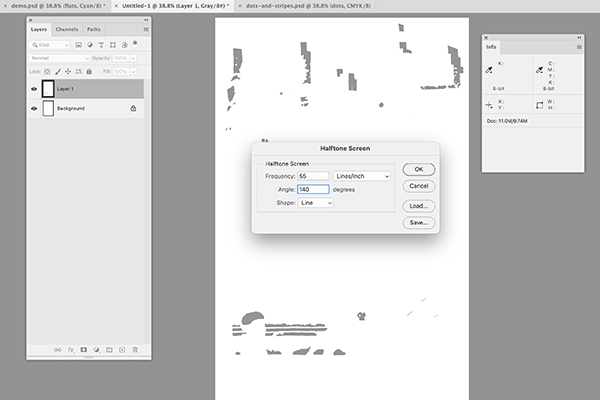 × demo.psd @ 38.8% (flats, Cyan/8) *
× Untitled-1 @ 38.8% (Layer 1, Gray/8#) *
× dots-and-stripes.psd @ 38.8% (dots, CMYK/8)
Layers Channels Paths
Kind
Normal Opacity: 100%
Lock: Fill: 100%
Layer 1
Background
fx
Halftone Screen
Halftone Screen
Frequency: 55 Lines/Inch
Angle: 140 degrees
Shape: Line
OK
Cancel
Load...
Save...
Info
K:
8-bit
C:
M:
Y:
K:
8-bit
X:
Y:
W:
H:
Doc: 11.0M/9.74M